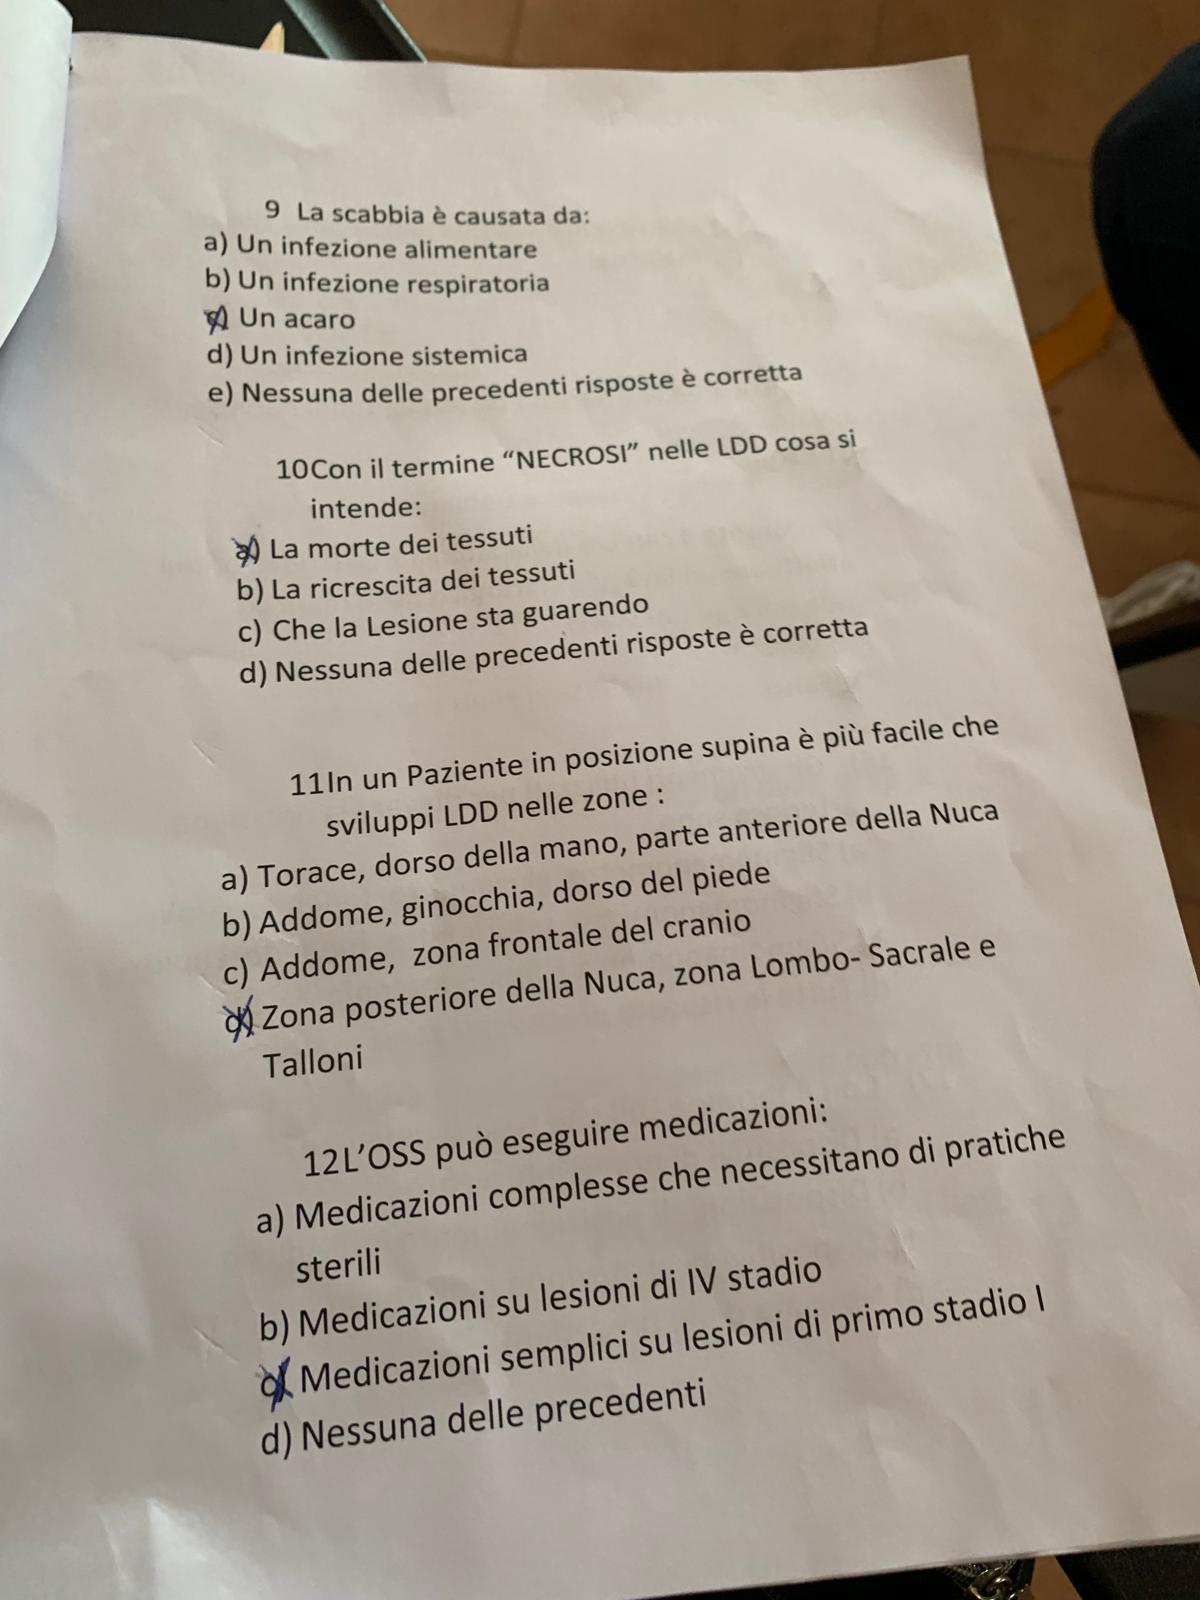 9 La scabbia è causata da:
a) Un infezione alimentare
b) Un infezione respiratoria
c) Un acaro
d) Un infezione sistemica
e) Nessuna delle precedenti risposte è corretta
10Con il termine “NECROSI” nelle LDD cosa si
intende:
a) La morte dei tessuti
b) La ricrescita dei tessuti
c) Che la Lesione sta guarendo
d) Nessuna delle precedenti risposte è corretta
11In un Paziente in posizione supina è più facile che
sviluppi LDD nelle zone :
a) Torace, dorso della mano, parte anteriore della Nuca
b) Addome, ginocchia, dorso del piede
c) Addome, zona frontale del cranio
d) Zona posteriore della Nuca, zona Lombo- Sacrale e
Talloni
12L’OSS può eseguire medicazioni:
a) Medicazioni complesse che necessitano di pratiche
sterili
b) Medicazioni su lesioni di IV stadio
c) Medicazioni semplici su lesioni di primo stadio I
d) Nessuna delle precedenti